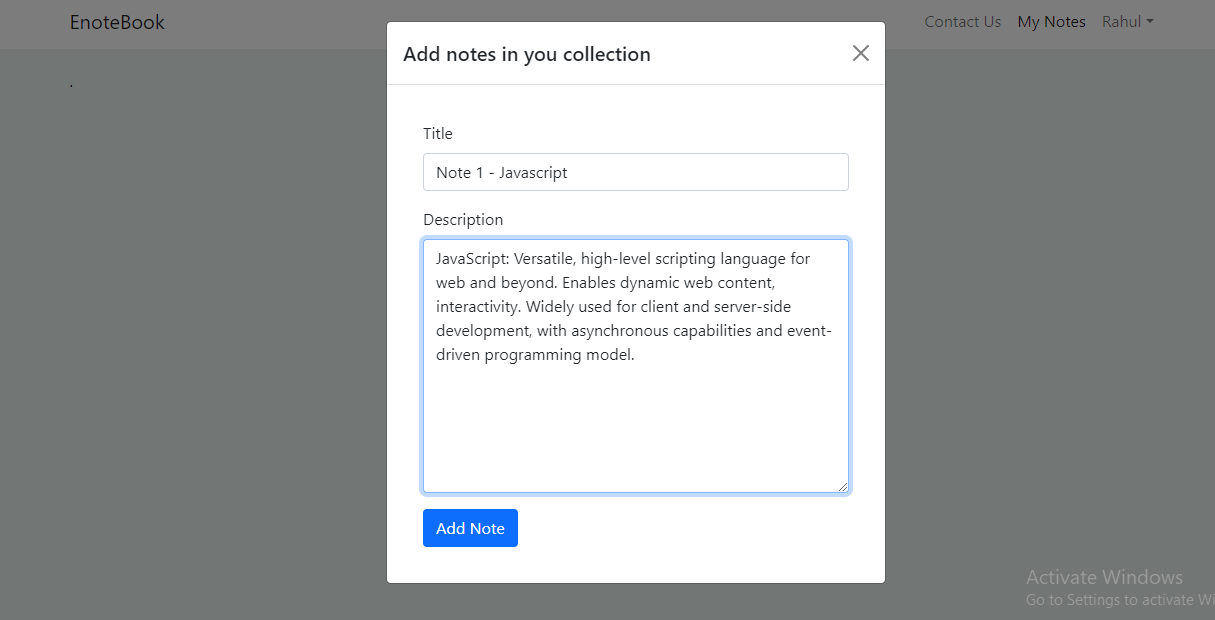 EnoteBook
Contact Us My Notes Rahul
Add notes in you collection
.
Title
Note 1 - Javascript
Description
JavaScript: Versatile, high-level scripting language for
web and beyond. Enables dynamic web content,
interactivity. Widely used for client and server-side
development, with asynchronous capabilities and event-
driven programming model.
Add Note
Activate Windows
Go to Settings to activate Wi